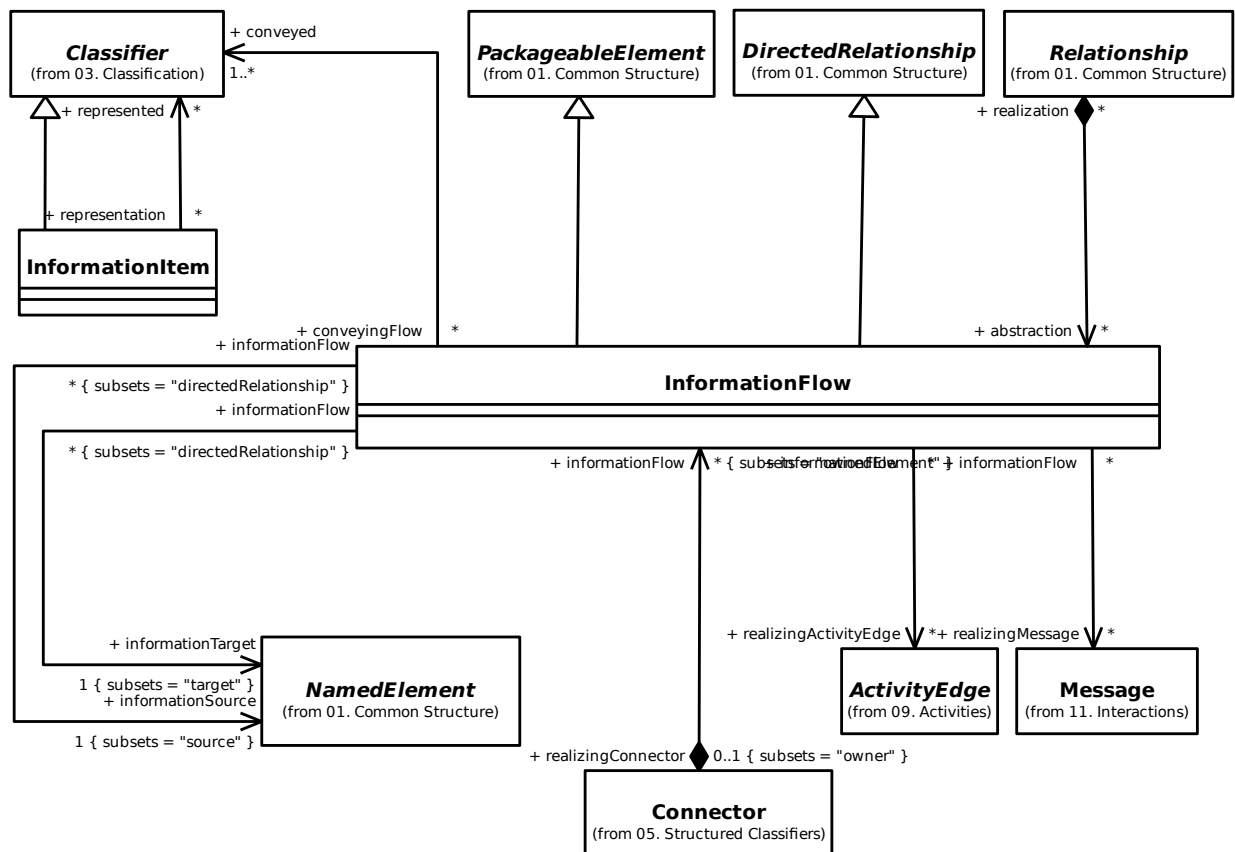 Classifier
(from 03. Classification)
+ conveyed
1..*
PackageableElement
(from 01. Common Structure)
DirectedRelationship
(from 01. Common Structure)
Relationship
(from 01. Common Structure)
+ represented
*
+ realization
*
+ representation
*
InformationItem
+ conveyingFlow
*
+ abstraction
*
+ informationFlow
* { subsets = "directedRelationship" }
+ informationFlow
* { subsets = "directedRelationship" }
InformationFlow
+ informationFlow
* { subsets = "ownedElement" }
+ informationFlow
*
+ informationFlow
*
+ informationTarget
1 { subsets = "target" }
+ informationSource
1 { subsets = "source" }
NamedElement
(from 01. Common Structure)
+ realizingActivityEdge
*
+ realizingMessage
*
ActivityEdge
(from 09. Activities)
Message
(from 11. Interactions)
+ realizingConnector
0..1 { subsets = "owner" }
Connector
(from 05. Structured Classifiers)